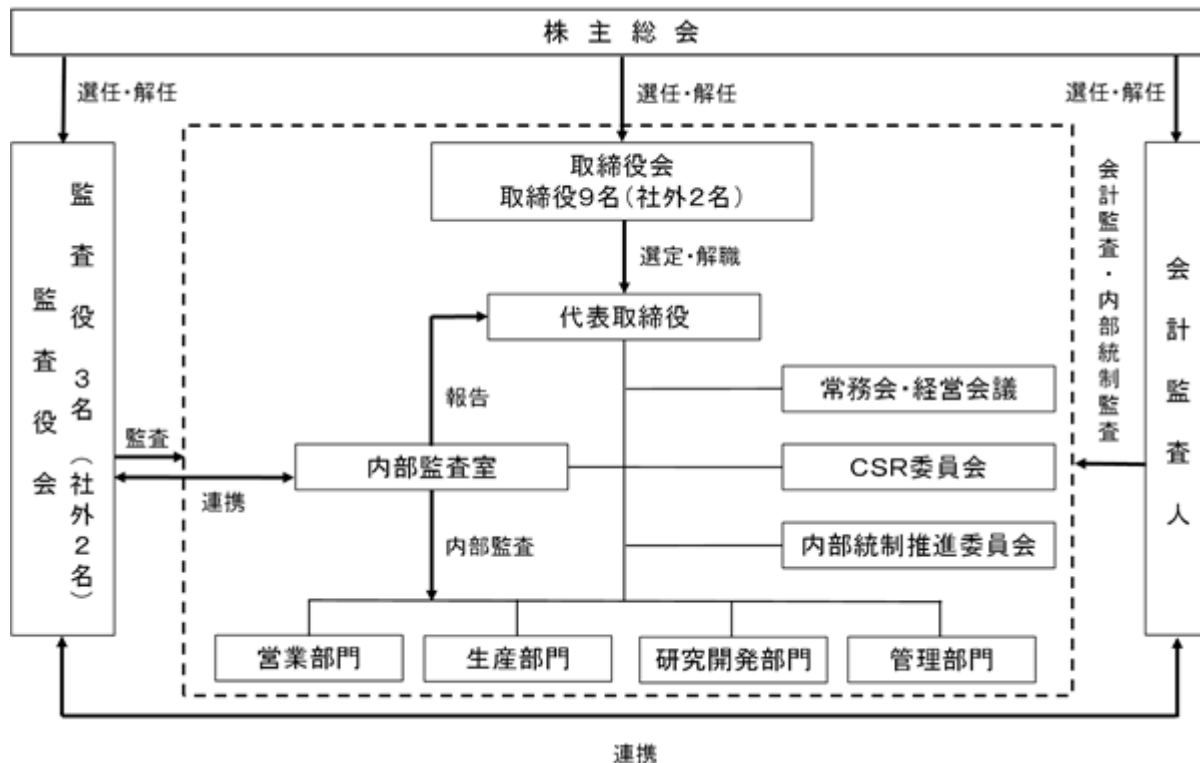 株主総会
選任・解任
選任・解任
選任・解任
監査役会
監査役 3名(社外2名)
取締役会
取締役9名(社外2名)
選定・解職
代表取締役
報告
常務会・経営会議
監査
連携
内部監査室
CSR委員会
内部監査
内部統制推進委員会
営業部門
生産部門
研究開発部門
管理部門
会計監査・内部統制監査
会計監査人
連携